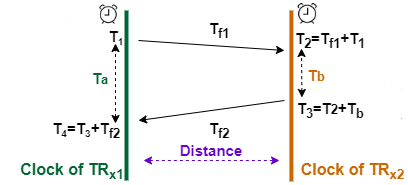 T1 Tf1 T2=Tf1+T1
Ta Tb
T3=T2+Tb
T4=T3+Tf2 Tf2
Distance
Clock of TRx1 Clock of TRx2